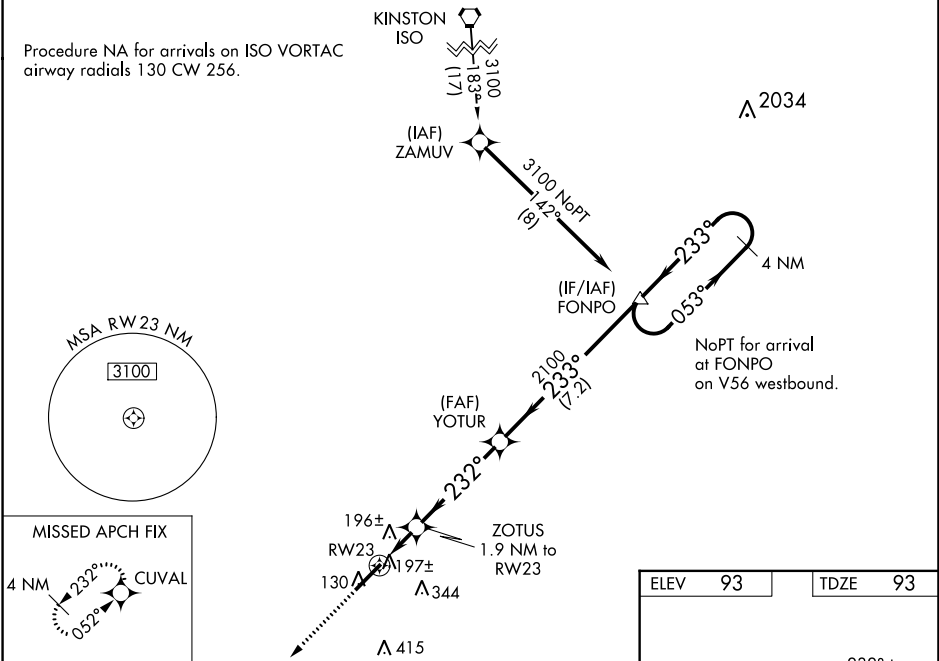 Procedure NA for arrivals on ISO VORTAC
airway radials 130 CW 256.
KINSTON
ISO
3100
183°
(17)
(IAF)
ZAMUV
2034
3100 NoPT
142°
(8)
(IF/IAF)
FONPO
233°
053°
4 NM
NoPT for arrival
at FONPO
on V56 westbound.
MSA RW23 NM
3100
2100
233°
(7.2)
(FAF)
YOTUR
232°
196±
ZOTUS
1.9 NM to
RW23
RW23
197±
130
344
415
MISSED APCH FIX
4 NM
232°
052°
CUVAL
ELEV 93
TDZE 93